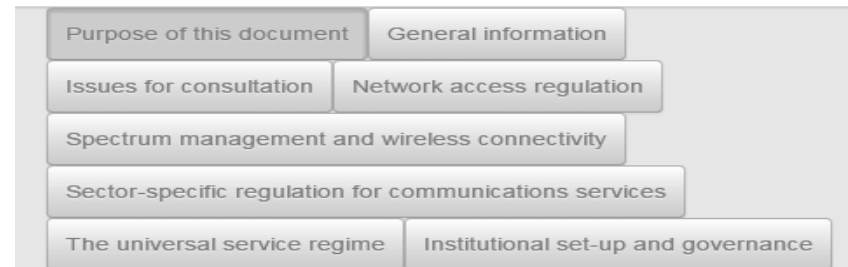 Purpose of this document General information
Issues for consultation Network access regulation
Spectrum management and wireless connectivity
Sector-specific regulation for communications services
The universal service regime Institutional set-up and governance